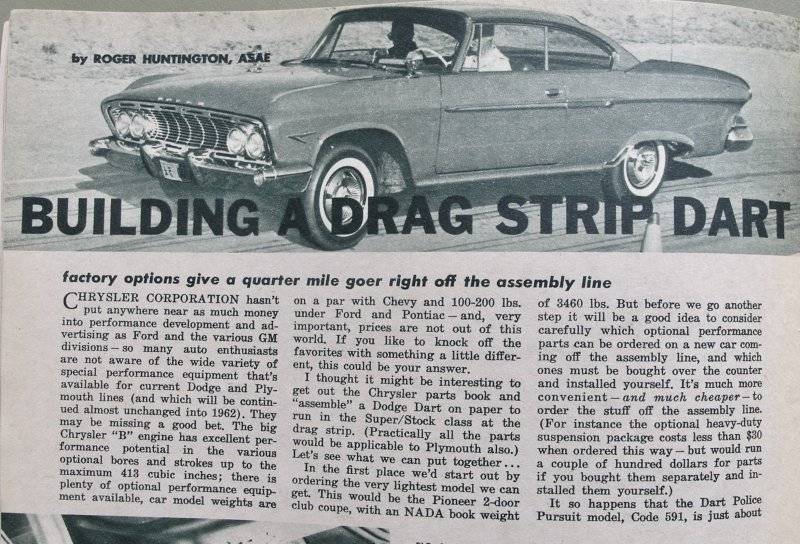 by ROGER HUNTINGTON, ASAE
BUILDING A DRAG STRIP DART
factory options give a quarter mile goer right off the assembly line
CHRYSLER CORPORATION hasn't
put anywhere near as much money
into performance development and ad-
vertising as Ford and the various GM
divisions—so many auto enthusiasts
are not aware of the wide variety of
special performance equipment that's
available for current Dodge and Ply-
mouth lines (and which will be contin-
ued almost unchanged into 1962). They
may be missing a good bet. The big
Chrysler "B" engine has excellent per-
formance potential in the various
optional bores and strokes up to the
maximum 413 cubic inches; there is
plenty of optional performance equip-
ment available, car model weights are
on a par with Chevy and 100-200 lbs.
under Ford and Pontiac—and, very
important, prices are not out of this
world. If you like to knock off the
favorites with something a little differ-
ent, this could be your answer.
I thought it might be interesting to
get out the Chrysler parts book and
"assemble" a Dodge Dart on paper to
run in the Super/Stock class at the
drag strip. (Practically all the parts
would be applicable to Plymouth also.)
Let's see what we can put together...
In the first place we'd start out by
ordering the very lightest model we can
get. This would be the Pioneer 2-door
club coupe, with an NADA book weight
of 3460 lbs. But before we go another
step it will be a good idea to consider
carefully which optional performance
parts can be ordered on a new car com-
ing off the assembly line, and which
ones must be bought over the counter
and installed yourself. It's much more
convenient—and much cheaper—to
order the stuff off the assembly line.
(For instance the optional heavy-duty
suspension package costs less than $30
when ordered this way—but would run
a couple of hundred dollars for parts
if you bought them separately and in-
stalled them yourself.)
It so happens that the Dart Police
Pursuit model, Code 591, is just about